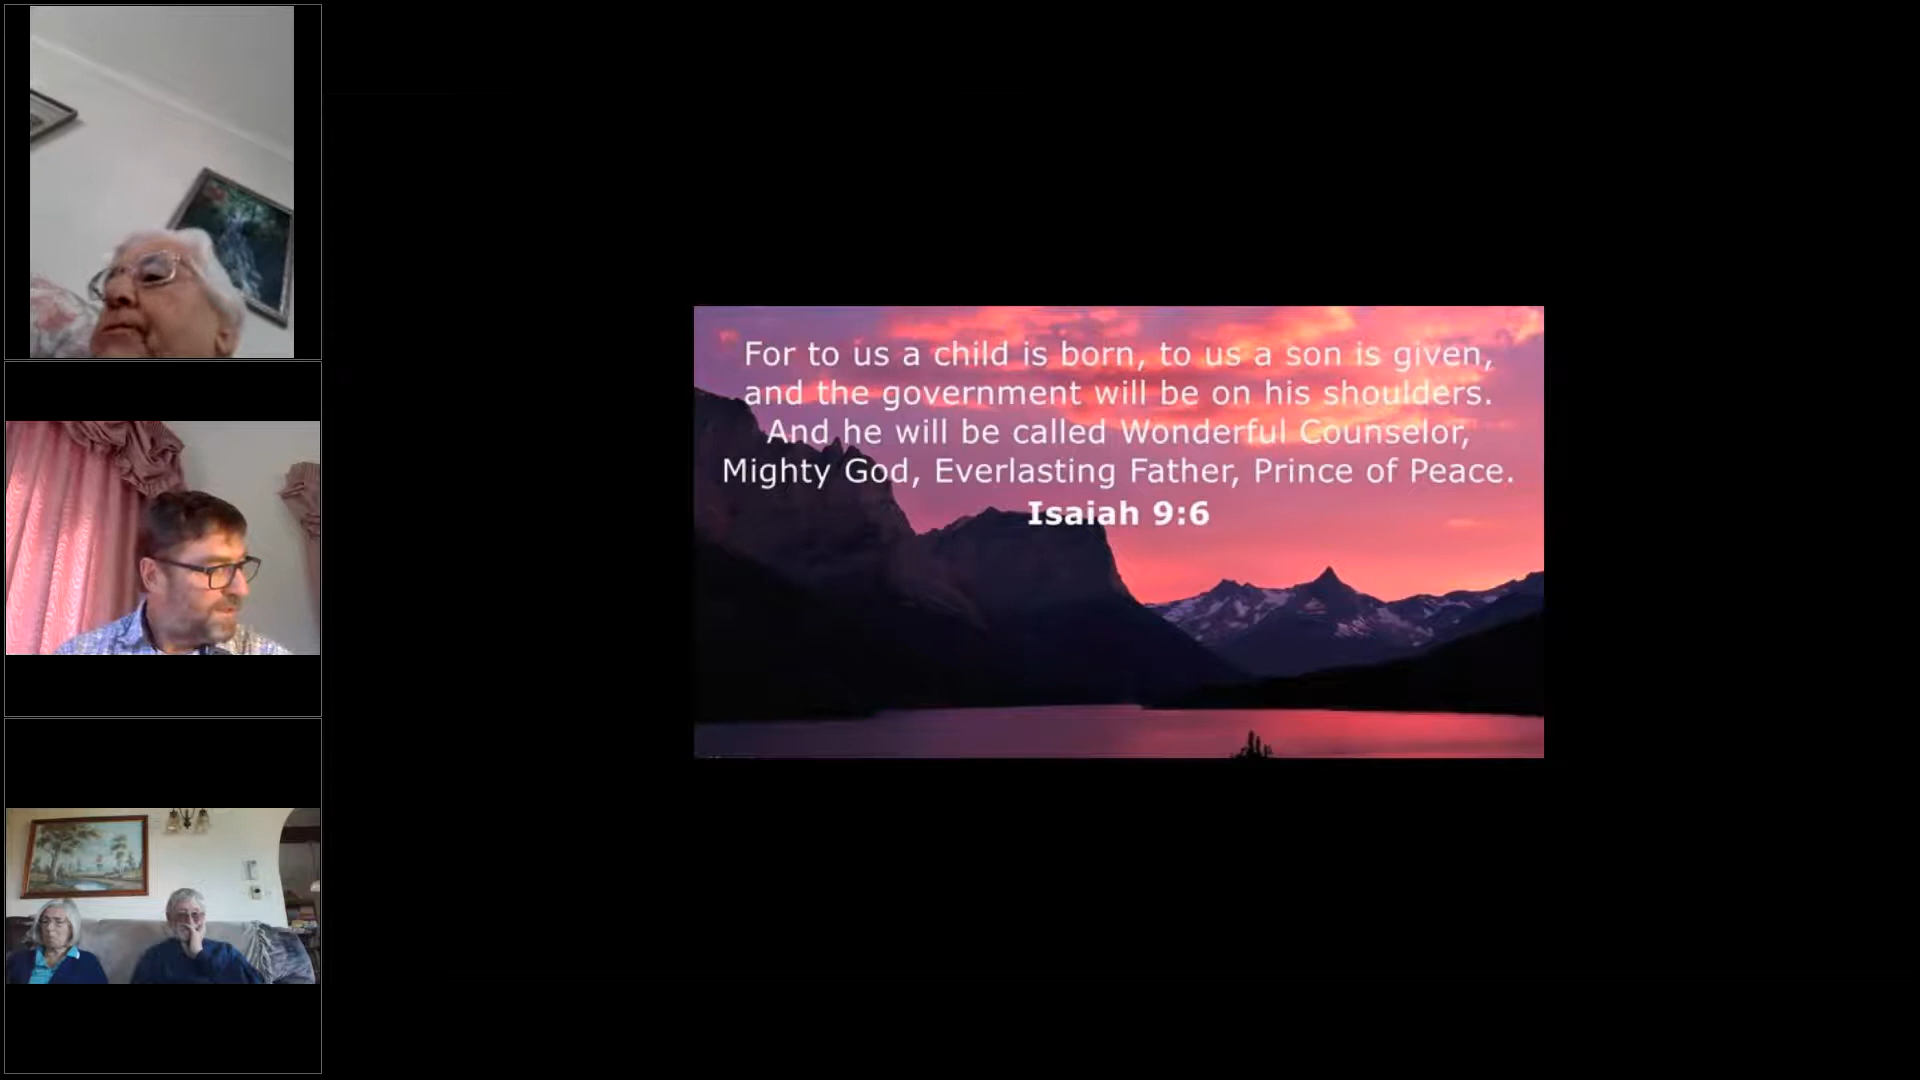 For to us a child is born, to us a son is given,
and the government will be on his shoulders.
And he will be called Wonderful Counselor,
Mighty God, Everlasting Father, Prince of Peace.
Isaiah 9:6